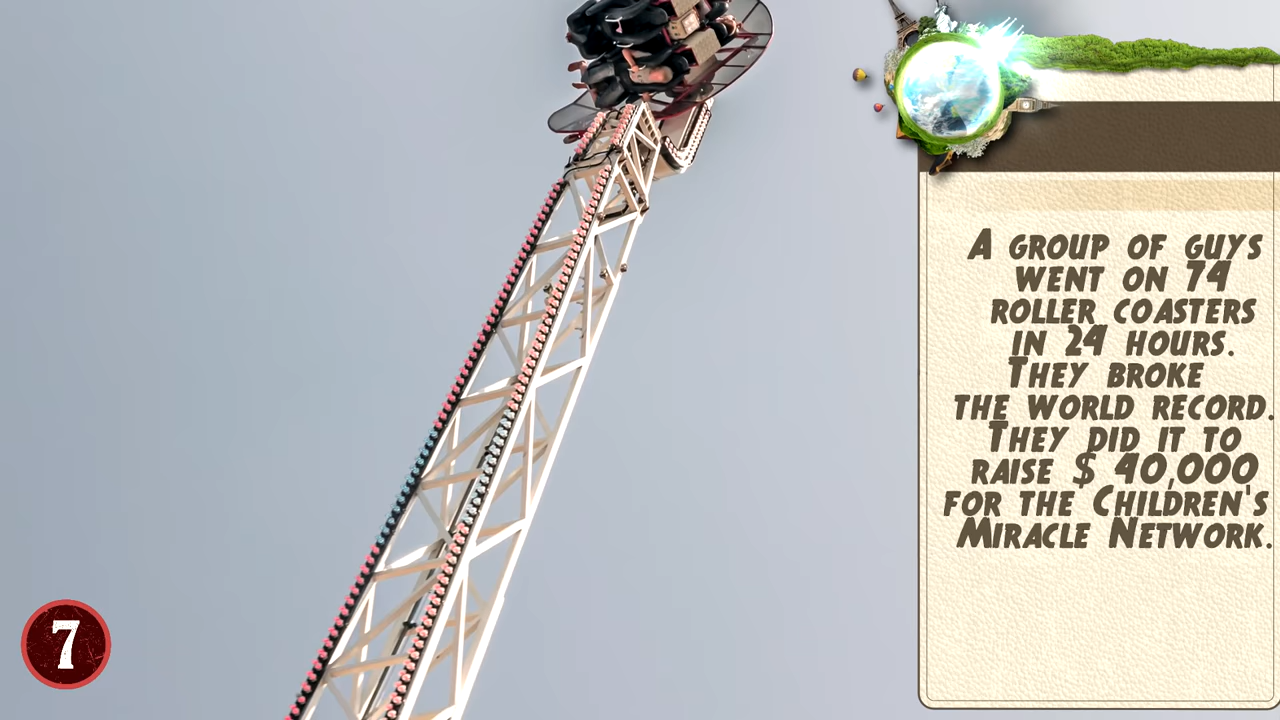 A group of guys
went on 74
roller coasters
in 24 hours.
They broke
the world record.
They did it to
raise $ 40,000
for the Children's
Miracle Network.
7